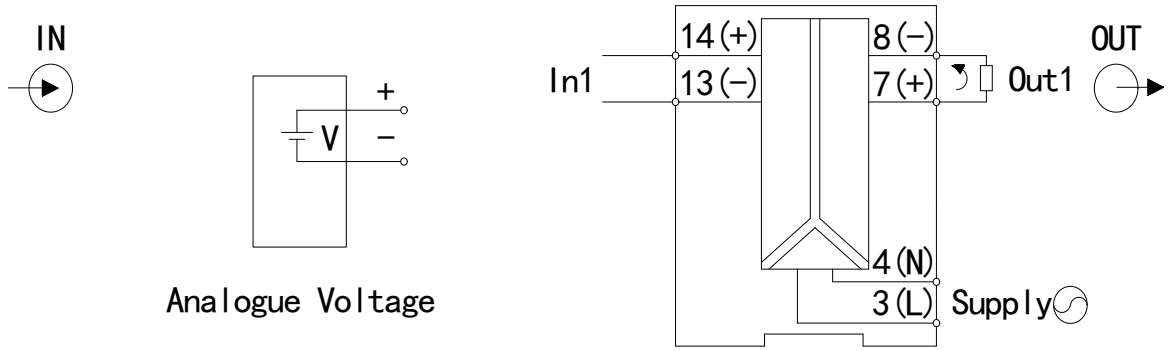 IN
14(+) 8(-) OUT
In1 13(-) 7(+) Out1
+
V -
4(N)
Analogue Voltage 3(L) Supply